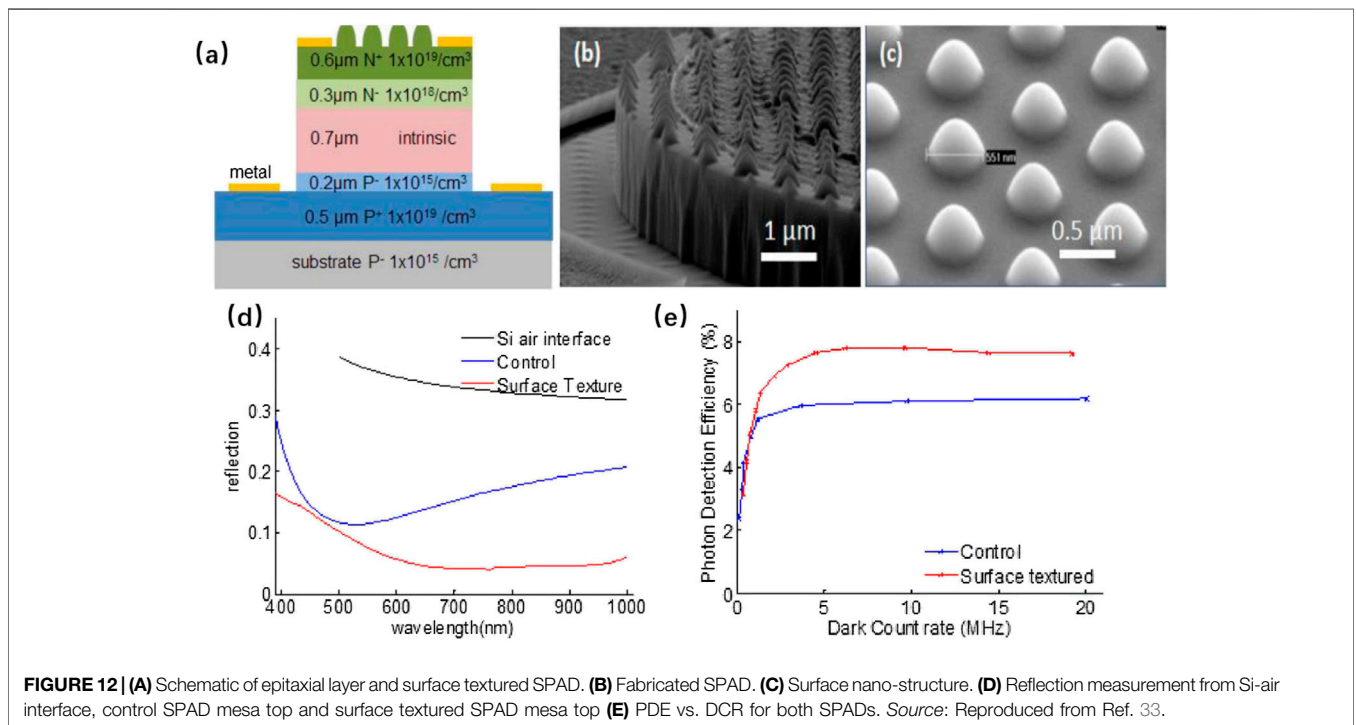 (a)
0.6μm N⁺ 1x10¹⁹/cm³
0.3μm N⁻ 1x10¹⁸/cm³
0.7μm intrinsic
metal
0.2μm P⁻ 1x10¹⁵/cm³
0.5 μm P⁺ 1x10¹⁹ /cm³
substrate P⁻ 1x10¹⁵ /cm³
(b)
1 μm
(c)
551 nm
0.5 μm
(d)
Si air interface
Control
Surface Texture
0.4
0.3
0.2
0.1
0
reflection
400 500 600 700 800 900 1000
wavelength(nm)
(e)
8
6
4
2
0
Photon Detection Efficiency (%)
Control
Surface textured
0 5 10 15 20
Dark Count rate (MHz)
FIGURE 12 | (A) Schematic of epitaxial layer and surface textured SPAD. (B) Fabricated SPAD. (C) Surface nano-structure. (D) Reflection measurement from Si-air
interface, control SPAD mesa top and surface textured SPAD mesa top (E) PDE vs. DCR for both SPADs. Source: Reproduced from Ref. 33.